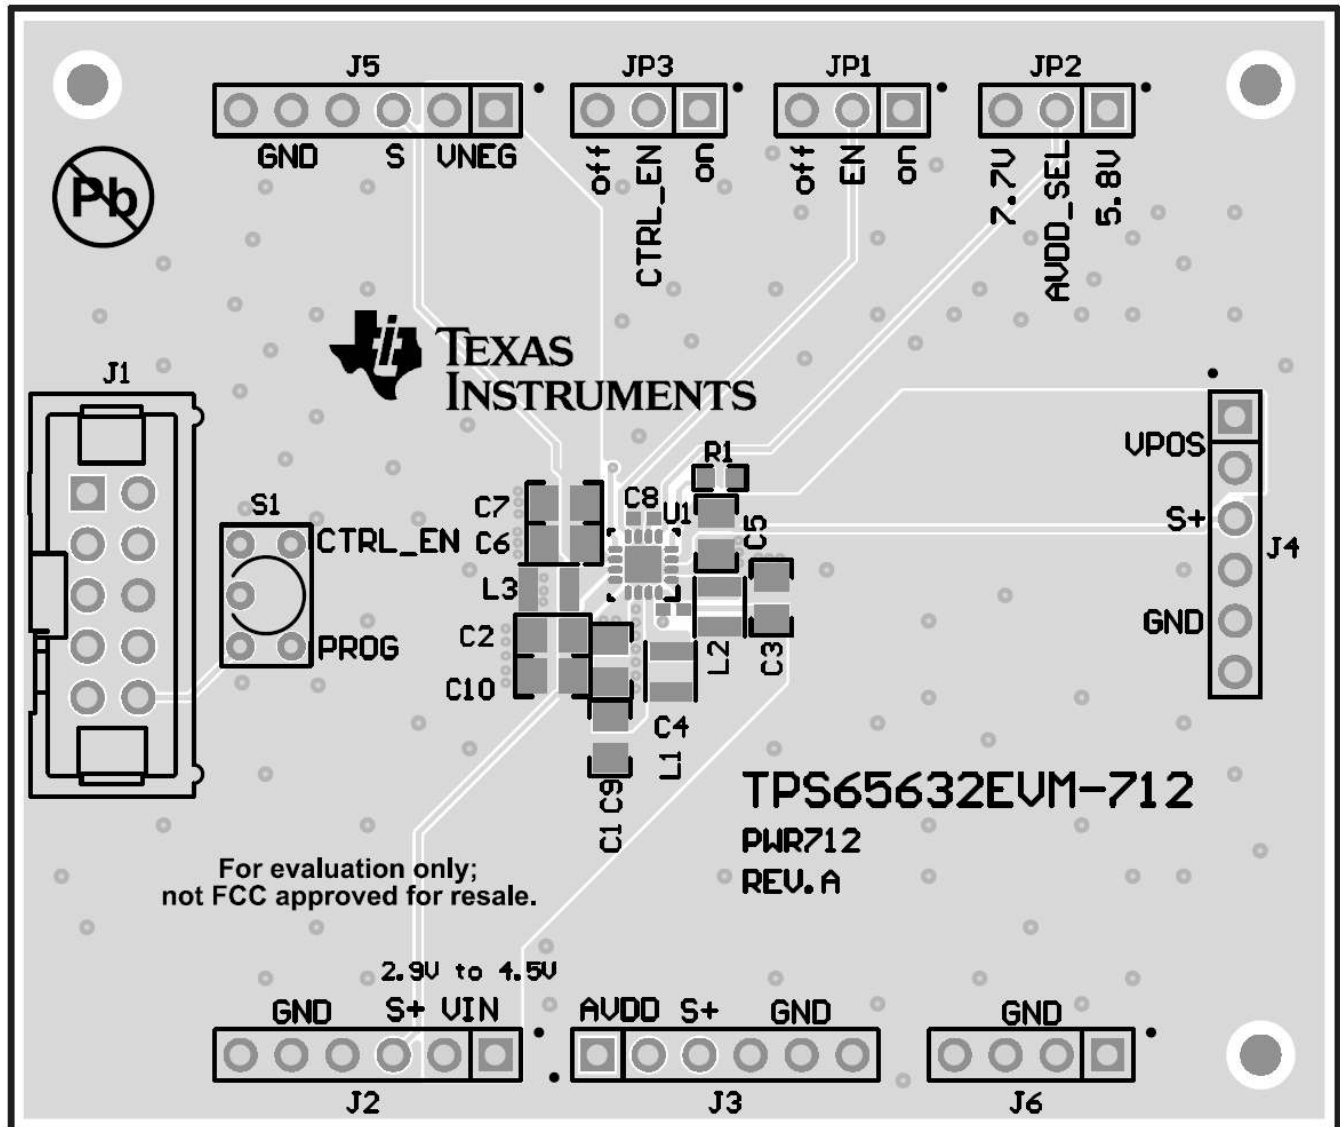 J5
JP3
JP1
JP2
GND
S
VNEG
off
CTRL_EN
on
off
EN
on
7.7V
AVDD_SEL
5.8V
Pb
TEXAS
INSTRUMENTS
J1
S1
CTRL_EN
PROG
VPOS
S+
GND
J4
R1
C7
C8
U1
C6
C5
L3
C2
L2
C3
C10
C4
L1
C9
C1
TPS65632EVM-712
PWR712
REV.A
For evaluation only;
not FCC approved for resale.
2.9V to 4.5V
GND
S+
VIN
AVDD
S+
GND
GND
J2
J3
J6